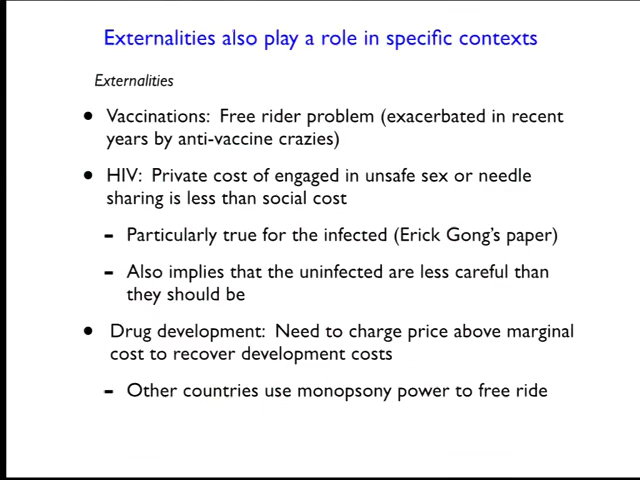 Externalities also play a role in specific contexts
Externalities
• Vaccinations: Free rider problem (exacerbated in recent
years by anti-vaccine crazies)
• HIV: Private cost of engaged in unsafe sex or needle
sharing is less than social cost
- Particularly true for the infected (Erick Gong's paper)
- Also implies that the uninfected are less careful than
they should be
• Drug development: Need to charge price above marginal
cost to recover development costs
- Other countries use monopsony power to free ride